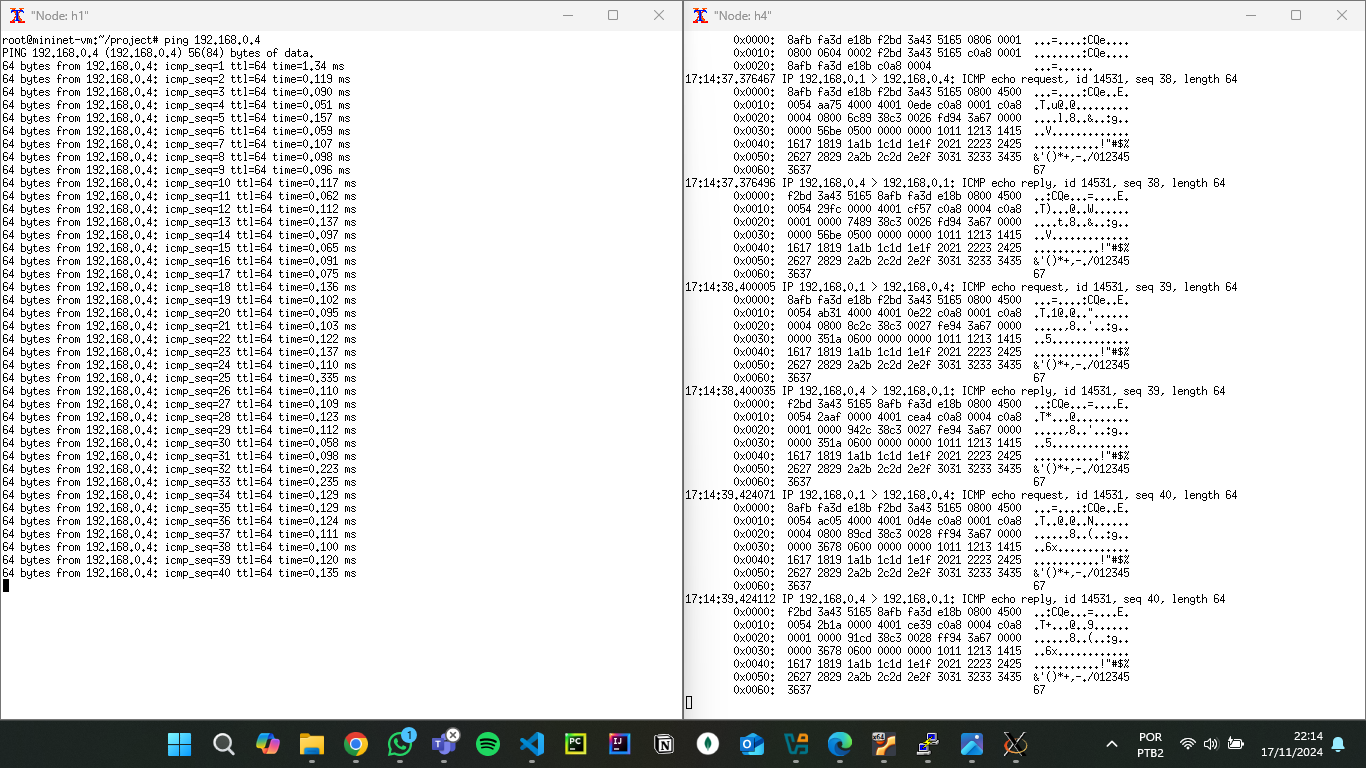 "Node: h1"
root@mininet-vm:~/project# ping 192.168.0.4
PING 192.168.0.4 (192.168.0.4) 56(84) bytes of data.
64 bytes from 192.168.0.4: icmp_seq=1 ttl=64 time=1.34 ms
64 bytes from 192.168.0.4: icmp_seq=2 ttl=64 time=0.119 ms
64 bytes from 192.168.0.4: icmp_seq=3 ttl=64 time=0.090 ms
64 bytes from 192.168.0.4: icmp_seq=4 ttl=64 time=0.051 ms
64 bytes from 192.168.0.4: icmp_seq=5 ttl=64 time=0.157 ms
64 bytes from 192.168.0.4: icmp_seq=6 ttl=64 time=0.059 ms
64 bytes from 192.168.0.4: icmp_seq=7 ttl=64 time=0.107 ms
64 bytes from 192.168.0.4: icmp_seq=8 ttl=64 time=0.098 ms
64 bytes from 192.168.0.4: icmp_seq=9 ttl=64 time=0.096 ms
64 bytes from 192.168.0.4: icmp_seq=10 ttl=64 time=0.117 ms
64 bytes from 192.168.0.4: icmp_seq=11 ttl=64 time=0.062 ms
64 bytes from 192.168.0.4: icmp_seq=12 ttl=64 time=0.112 ms
64 bytes from 192.168.0.4: icmp_seq=13 ttl=64 time=0.137 ms
64 bytes from 192.168.0.4: icmp_seq=14 ttl=64 time=0.097 ms
64 bytes from 192.168.0.4: icmp_seq=15 ttl=64 time=0.065 ms
64 bytes from 192.168.0.4: icmp_seq=16 ttl=64 time=0.091 ms
64 bytes from 192.168.0.4: icmp_seq=17 ttl=64 time=0.075 ms
64 bytes from 192.168.0.4: icmp_seq=18 ttl=64 time=0.136 ms
64 bytes from 192.168.0.4: icmp_seq=19 ttl=64 time=0.102 ms
64 bytes from 192.168.0.4: icmp_seq=20 ttl=64 time=0.095 ms
64 bytes from 192.168.0.4: icmp_seq=21 ttl=64 time=0.103 ms
64 bytes from 192.168.0.4: icmp_seq=22 ttl=64 time=0.122 ms
64 bytes from 192.168.0.4: icmp_seq=23 ttl=64 time=0.137 ms
64 bytes from 192.168.0.4: icmp_seq=24 ttl=64 time=0.110 ms
64 bytes from 192.168.0.4: icmp_seq=25 ttl=64 time=0.335 ms
64 bytes from 192.168.0.4: icmp_seq=26 ttl=64 time=0.110 ms
64 bytes from 192.168.0.4: icmp_seq=27 ttl=64 time=0.109 ms
64 bytes from 192.168.0.4: icmp_seq=28 ttl=64 time=0.123 ms
64 bytes from 192.168.0.4: icmp_seq=29 ttl=64 time=0.112 ms
64 bytes from 192.168.0.4: icmp_seq=30 ttl=64 time=0.058 ms
64 bytes from 192.168.0.4: icmp_seq=31 ttl=64 time=0.098 ms
64 bytes from 192.168.0.4: icmp_seq=32 ttl=64 time=0.223 ms
64 bytes from 192.168.0.4: icmp_seq=33 ttl=64 time=0.235 ms
64 bytes from 192.168.0.4: icmp_seq=34 ttl=64 time=0.129 ms
64 bytes from 192.168.0.4: icmp_seq=35 ttl=64 time=0.129 ms
64 bytes from 192.168.0.4: icmp_seq=36 ttl=64 time=0.124 ms
64 bytes from 192.168.0.4: icmp_seq=37 ttl=64 time=0.111 ms
64 bytes from 192.168.0.4: icmp_seq=38 ttl=64 time=0.100 ms
64 bytes from 192.168.0.4: icmp_seq=39 ttl=64 time=0.120 ms
64 bytes from 192.168.0.4: icmp_seq=40 ttl=64 time=0.135 ms
"Node: h4"
0x0000: 8afb fa3d e18b f2bd 3a43 5165 0806 0001 ...=....:CQe....
0x0010: 0800 0604 0002 f2bd 3a43 5165 c0a8 0001 ........:CQe....
0x0020: 8afb fa3d e18b c0a8 0004 ...=......
17:14:37.376467 IP 192.168.0.1 > 192.168.0.4: ICMP echo request, id 14531, seq 38, length 64
0x0000: 8afb fa3d e18b f2bd 3a43 5165 0800 4500 ...=....:CQe..E.
0x0010: 0054 aa75 4000 4001 0ede c0a8 0001 c0a8 .T.u@.@.........
0x0020: 0004 0800 6c89 38c3 0026 fd94 3a67 0000 ....l.8..&..:g..
0x0030: 0000 56be 0500 0000 0000 1011 1213 1415 ..V.............
0x0040: 1617 1819 1a1b 1c1d 1e1f 2021 2223 2425 ...........!"#$%
0x0050: 2627 2829 2a2b 2c2d 2e2f 3031 3233 3435 &'()*+,-./012345
0x0060: 3637 67
17:14:37.376496 IP 192.168.0.4 > 192.168.0.1: ICMP echo reply, id 14531, seq 38, length 64
0x0000: f2bd 3a43 5165 8afb fa3d e18b 0800 4500 ..:CQe...=....E.
0x0010: 0054 29fc 0000 4001 cf57 c0a8 0004 c0a8 .T)...@..W......
0x0020: 0001 0000 7489 38c3 0026 fd94 3a67 0000 ....t.8..&..:g..
0x0030: 0000 56be 0500 0000 0000 1011 1213 1415 ..V.............
0x0040: 1617 1819 1a1b 1c1d 1e1f 2021 2223 2425 ...........!"#$%
0x0050: 2627 2829 2a2b 2c2d 2e2f 3031 3233 3435 &'()*+,-./012345
0x0060: 3637 67
17:14:38.400005 IP 192.168.0.1 > 192.168.0.4: ICMP echo request, id 14531, seq 39, length 64
0x0000: 8afb fa3d e18b f2bd 3a43 5165 0800 4500 ...=....:CQe..E.
0x0010: 0054 ab31 4000 4001 0e22 c0a8 0001 c0a8 .T.1@.@.."......
0x0020: 0004 0800 8c2c 38c3 0027 fe94 3a67 0000 .....,8..'..:g..
0x0030: 0000 351a 0600 0000 0000 1011 1213 1415 ..5.............
0x0040: 1617 1819 1a1b 1c1d 1e1f 2021 2223 2425 ...........!"#$%
0x0050: 2627 2829 2a2b 2c2d 2e2f 3031 3233 3435 &'()*+,-./012345
0x0060: 3637 67
17:14:38.400035 IP 192.168.0.4 > 192.168.0.1: ICMP echo reply, id 14531, seq 39, length 64
0x0000: f2bd 3a43 5165 8afb fa3d e18b 0800 4500 ..:CQe...=....E.
0x0010: 0054 2aaf 0000 4001 cea4 c0a8 0004 c0a8 .T*...@.........
0x0020: 0001 0000 942c 38c3 0027 fe94 3a67 0000 .....,8..'..:g..
0x0030: 0000 351a 0600 0000 0000 1011 1213 1415 ..5.............
0x0040: 1617 1819 1a1b 1c1d 1e1f 2021 2223 2425 ...........!"#$%
0x0050: 2627 2829 2a2b 2c2d 2e2f 3031 3233 3435 &'()*+,-./012345
0x0060: 3637 67
17:14:39.424071 IP 192.168.0.1 > 192.168.0.4: ICMP echo request, id 14531, seq 40, length 64
0x0000: 8afb fa3d e18b f2bd 3a43 5165 0800 4500 ...=....:CQe..E.
0x0010: 0054 ac05 4000 4001 0d4e c0a8 0001 c0a8 .T..@.@..N......
0x0020: 0004 0800 89cd 38c3 0028 ff94 3a67 0000 ......8..(..:g..
0x0030: 0000 3678 0600 0000 0000 1011 1213 1415 ..6x............
0x0040: 1617 1819 1a1b 1c1d 1e1f 2021 2223 2425 ...........!"#$%
0x0050: 2627 2829 2a2b 2c2d 2e2f 3031 3233 3435 &'()*+,-./012345
0x0060: 3637 67
17:14:39.424112 IP 192.168.0.4 > 192.168.0.1: ICMP echo reply, id 14531, seq 40, length 64
0x0000: f2bd 3a43 5165 8afb fa3d e18b 0800 4500 ..:CQe...=....E.
0x0010: 0054 2b1a 0000 4001 ce39 c0a8 0004 c0a8 .T+...@..9......
0x0020: 0001 0000 91cd 38c3 0028 ff94 3a67 0000 ......8..(..:g..
0x0030: 0000 3678 0600 0000 0000 1011 1213 1415 ..6x............
0x0040: 1617 1819 1a1b 1c1d 1e1f 2021 2223 2425 ...........!"#$%
0x0050: 2627 2829 2a2b 2c2d 2e2f 3031 3233 3435 &'()*+,-./012345
0x0060: 3637 67
1
PC
IJ
x64
POR
PTB2
22:14
17/11/2024